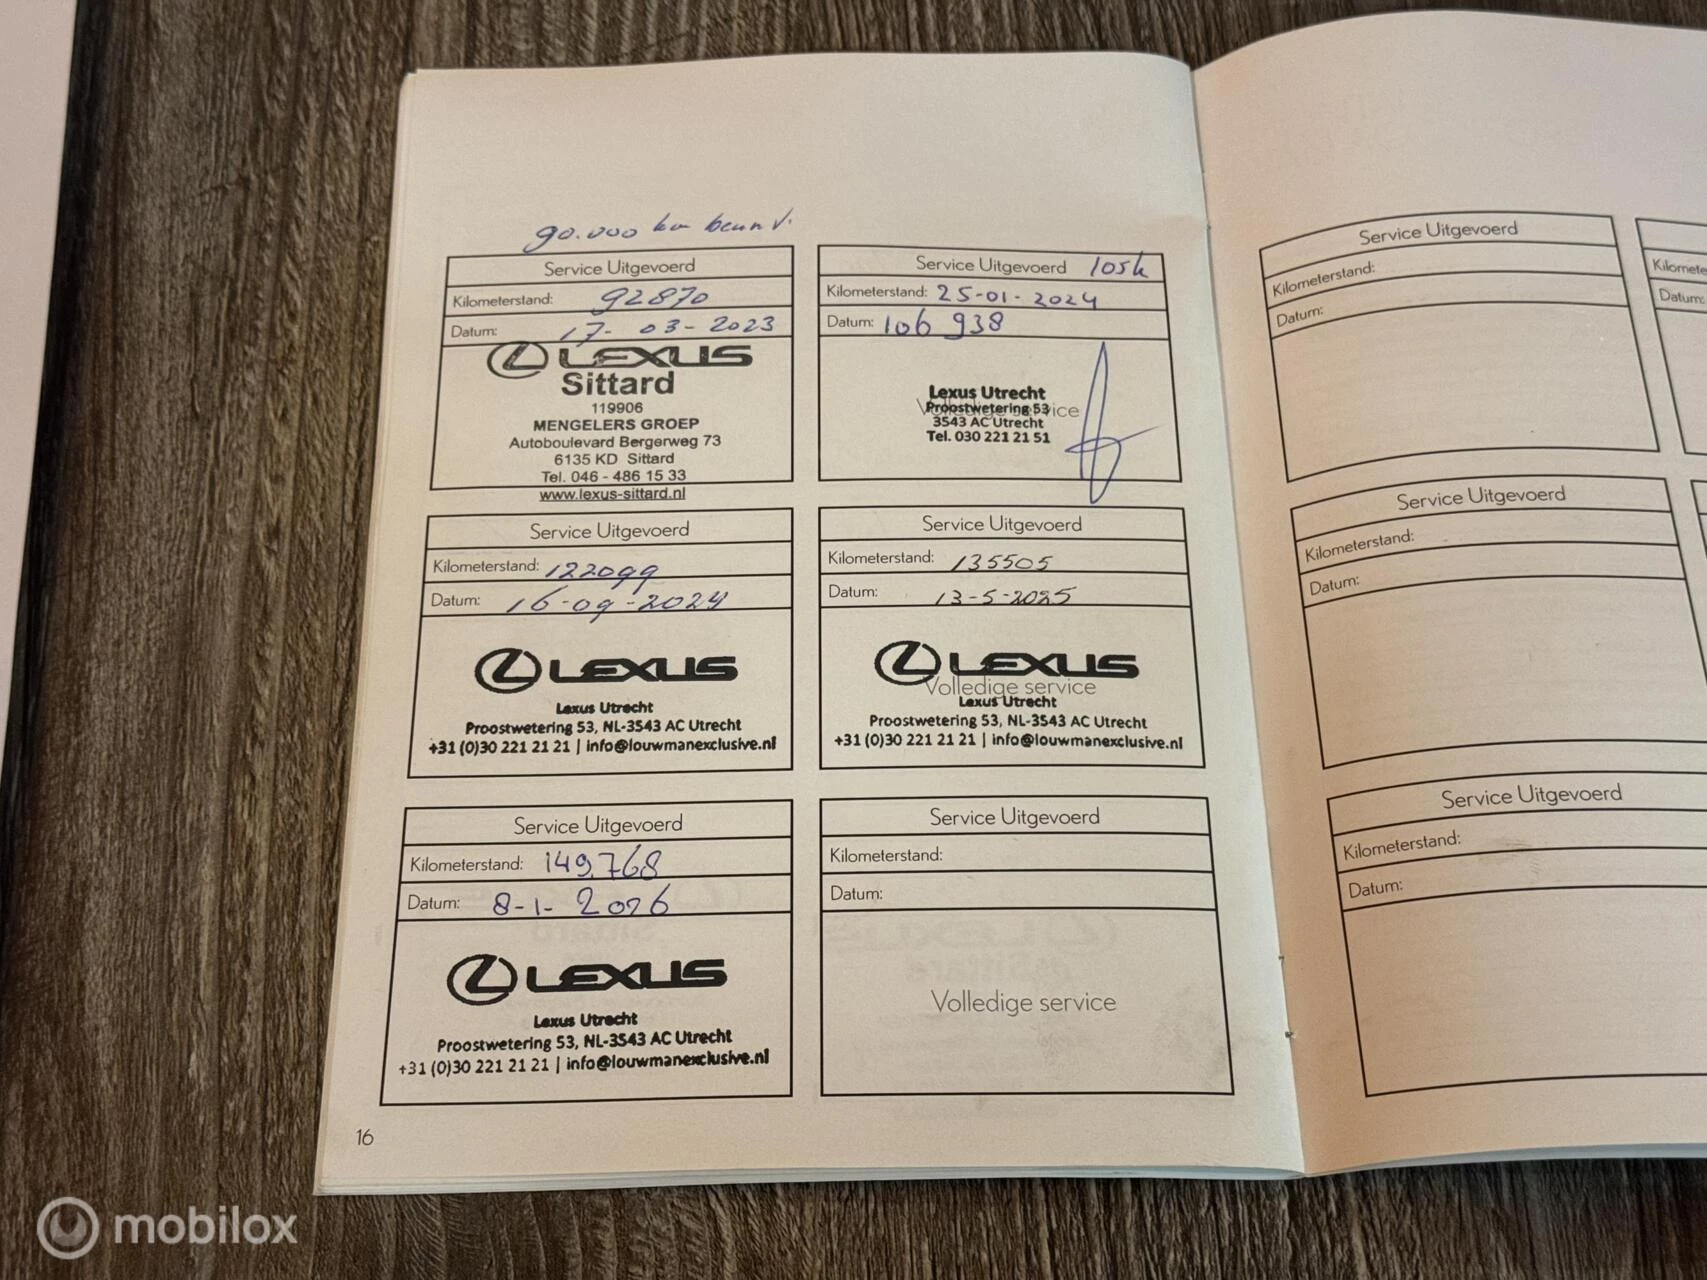 90.000 km beurt
Service Uitgevoerd
Kilometerstand: 92870
Datum: 17-03-2023
LEXUS
Sittard
119906
MENGELERS GROEP
Autoboulevard Bergerweg 73
6135 KD Sittard
Tel. 046 - 486 15 33
www.lexus-sittard.nl
Service Uitgevoerd 105k
Kilometerstand: 25-01-2024
Datum: 106 938
Volledige service
Lexus Utrecht
Proostwetering 53
3543 AC Utrecht
Tel. 030 221 21 51
Service Uitgevoerd
Kilometerstand: 122099
Datum: 16-09-2024
LEXUS
Lexus Utrecht
Proostwetering 53, NL-3543 AC Utrecht
+31 (0)30 221 21 21 | info@louwmanexclusive.nl
Service Uitgevoerd
Kilometerstand: 135505
Datum: 13-5-2025
LEXUS
Volledige service
Lexus Utrecht
Proostwetering 53, NL-3543 AC Utrecht
+31 (0)30 221 21 21 | info@louwmanexclusive.nl
Service Uitgevoerd
Kilometerstand: 149.768
Datum: 8-1-2026
LEXUS
Lexus Utrecht
Proostwetering 53, NL-3543 AC Utrecht
+31 (0)30 221 21 21 | info@louwmanexclusive.nl
Service Uitgevoerd
Kilometerstand:
Datum:
Volledige service
16
Service Uitgevoerd
Kilometerstand:
Datum:
Kilomete
Datum:
Service Uitgevoerd
Kilometerstand:
Datum:
Service Uitgevoerd
Kilometerstand:
Datum:
mobilox